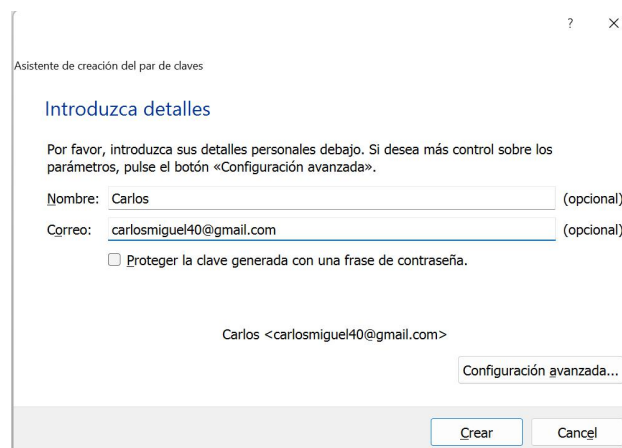 ?
Asistente de creación del par de claves
Introduzca detalles
Por favor, introduzca sus detalles personales debajo. Si desea más control sobre los
parámetros, pulse el botón «Configuración avanzada».
Nombre: Carlos (opcional)
Correo: carlosmiguel40@gmail.com (opcional)
Proteger la clave generada con una frase de contraseña.
Carlos <carlosmiguel40@gmail.com>
Configuración avanzada...
Crear Cancel